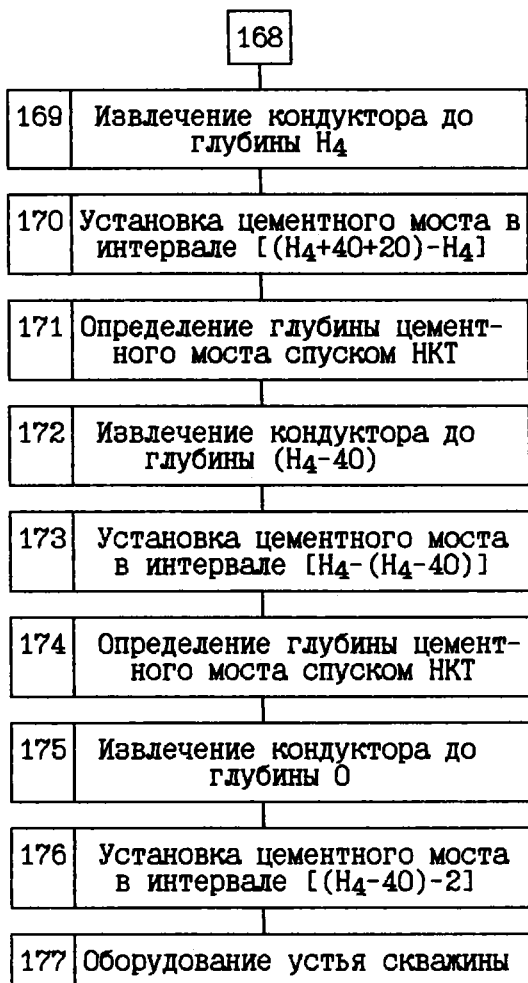 168
169 Извлечение кондуктора до
глубины H₄
170 Установка цементного моста в
интервале [(H₄+40+20)-H₄]
171 Определение глубины цемент-
ного моста спуском НКТ
172 Извлечение кондуктора до
глубины (H₄-40)
173 Установка цементного моста
в интервале [H₄-(H₄-40)]
174 Определение глубины цемент-
ного моста спуском НКТ
175 Извлечение кондуктора до
глубины 0
176 Установка цементного моста
в интервале [(H₄-40)-2]
177 Оборудование устья скважины